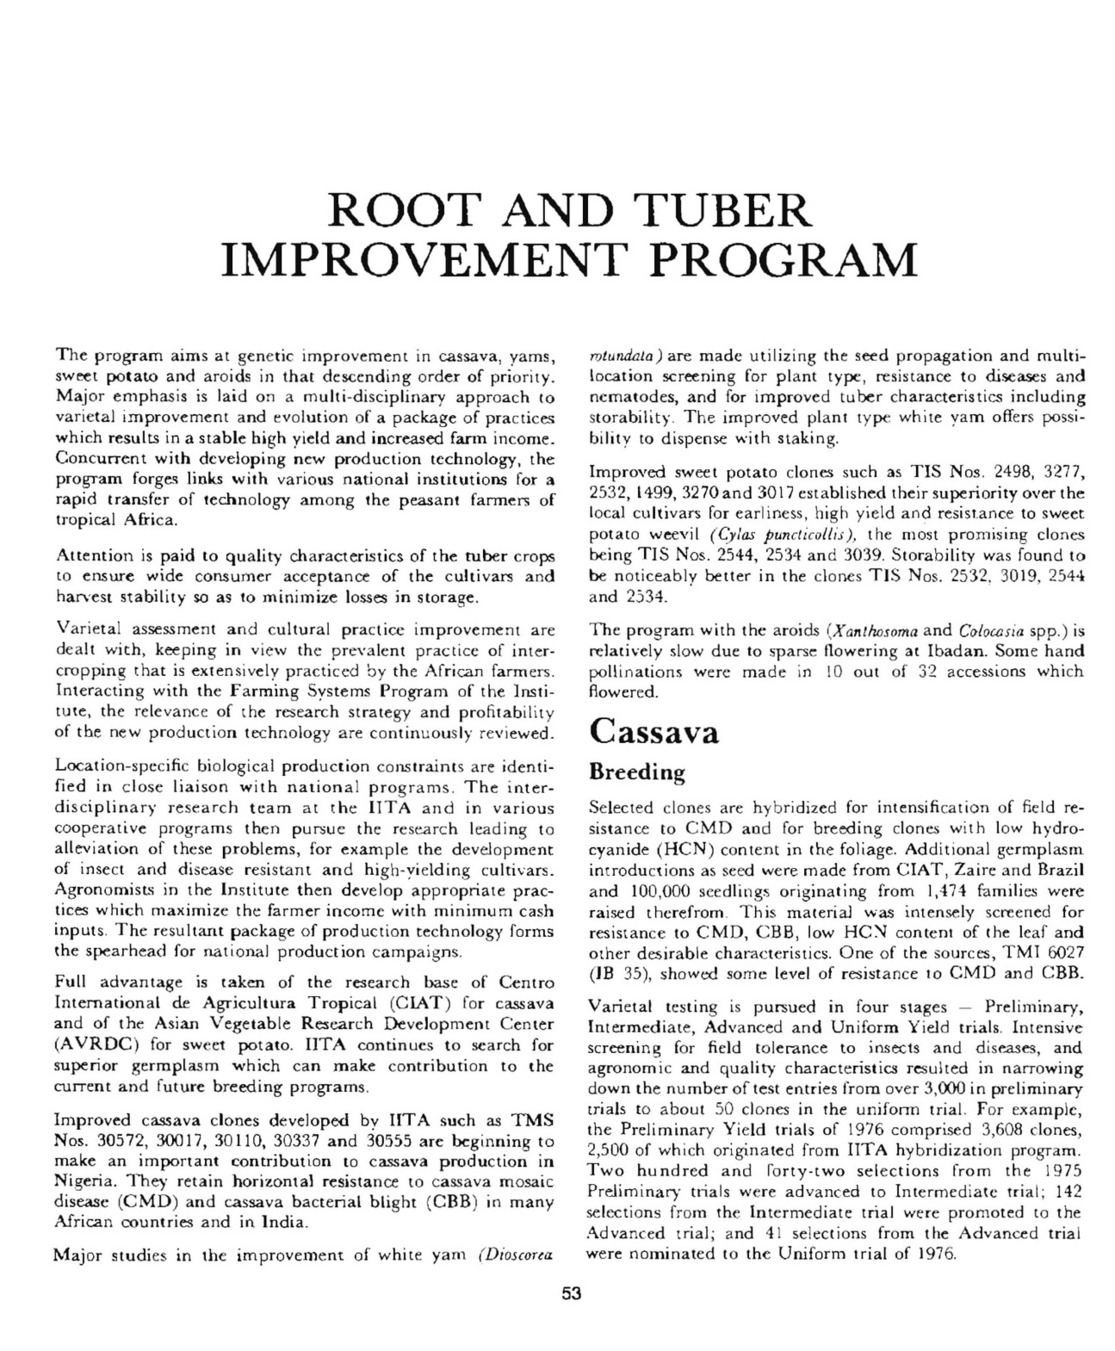 ROOT AND TUBER
IMPROVEMENT PROGRAM
The program aims at genetic improvement in cassava, yams,
sweet potato and aroids in that descending order of priority.
Major emphasis is laid on a multi-disciplinary approach to
varietal improvement and evolution of a package of practices
which results in a stable high yield and increased farm income.
Concurrent with developing new production technology, the
program forges links with various national institutions for a
rapid transfer of technology among the peasant farmers of
tropical Africa.
Attention is paid to quality characteristics of the tuber crops
to ensure wide consumer acceptance of the cultivars and
harvest stability so as to minimize losses in storage.
Varietal assessment and cultural practice improvement are
dealt with, keeping in view the prevalent practice of inter-
cropping that is extensively practiced by the African farmers.
Interacting with the Farming Systems Program of the Insti-
tute, the relevance of the research strategy and profitability
of the new production technology are continuously reviewed.
Location-specific biological production constraints are identi-
fied in close liaison with national programs. The inter-
disciplinary research team at the IITA and in various
cooperative programs then pursue the research leading to
alleviation of these problems, for example the development
of insect and disease resistant and high-yielding cultivars.
Agronomists in the Institute then develop appropriate prac-
tices which maximize the farmer income with minimum cash
inputs. The resultant package of production technology forms
the spearhead for national production campaigns.
Full advantage is taken of the research base of Centro
International de Agricultura Tropical (CIAT) for cassava
and of the Asian Vegetable Research Development Center
(AVRDC) for sweet potato. IITA continues to search for
superior germplasm which can make contribution to the
current and future breeding programs.
Improved cassava clones developed by IITA such as TMS
Nos. 30572, 30017, 30110, 30337 and 30555 are beginning to
make an important contribution to cassava production in
Nigeria. They retain horizontal resistance to cassava mosaic
disease (CMD) and cassava bacterial blight (CBB) in many
African countries and in India.
Major studies in the improvement of white yam (Dioscorea
rotundata) are made utilizing the seed propagation and multi-
location screening for plant type, resistance to diseases and
nematodes, and for improved tuber characteristics including
storability. The improved plant type white yam offers possi-
bility to dispense with staking.
Improved sweet potato clones such as TIS Nos. 2498, 3277,
2532, 1499, 3270 and 3017 established their superiority over the
local cultivars for earliness, high yield and resistance to sweet
potato weevil (Cylas puncticollis), the most promising clones
being TIS Nos. 2544, 2534 and 3039. Storability was found to
be noticeably better in the clones TIS Nos. 2532, 3019, 2544
and 2534.
The program with the aroids (Xanthosoma and Colocasia spp.) is
relatively slow due to sparse flowering at Ibadan. Some hand
pollinations were made in 10 out of 32 accessions which
flowered.
Cassava
Breeding
Selected clones are hybridized for intensification of field re-
sistance to CMD and for breeding clones with low hydro-
cyanide (HCN) content in the foliage. Additional germplasm
introductions as seed were made from CIAT, Zaire and Brazil
and 100,000 seedlings originating from 1,474 families were
raised therefrom. This material was intensely screened for
resistance to CMD, CBB, low HCN content of the leaf and
other desirable characteristics. One of the sources, TMI 6027
(IB 35), showed some level of resistance to CMD and CBB.
Varietal testing is pursued in four stages — Preliminary,
Intermediate, Advanced and Uniform Yield trials. Intensive
screening for field tolerance to insects and diseases, and
agronomic and quality characteristics resulted in narrowing
down the number of test entries from over 3,000 in preliminary
trials to about 50 clones in the uniform trial. For example,
the Preliminary Yield trials of 1976 comprised 3,608 clones,
2,500 of which originated from IITA hybridization program.
Two hundred and forty-two selections from the 1975
Preliminary trials were advanced to Intermediate trial; 142
selections from the Intermediate trial were promoted to the
Advanced trial; and 41 selections from the Advanced trial
were nominated to the Uniform trial of 1976.
53